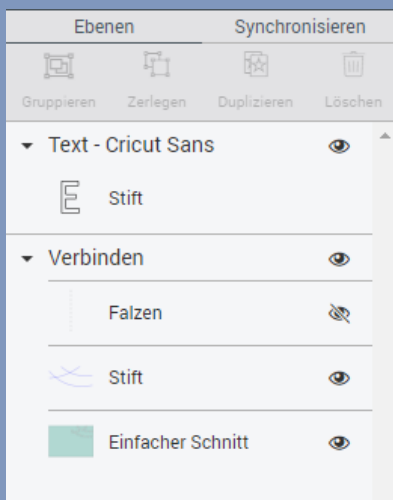 Ebenen Synchronisieren
Gruppieren Zerlegen Duplizieren Löschen
Text - Cricut Sans
E Stift
Verbinden
Falzen
Stift
Einfacher Schnitt